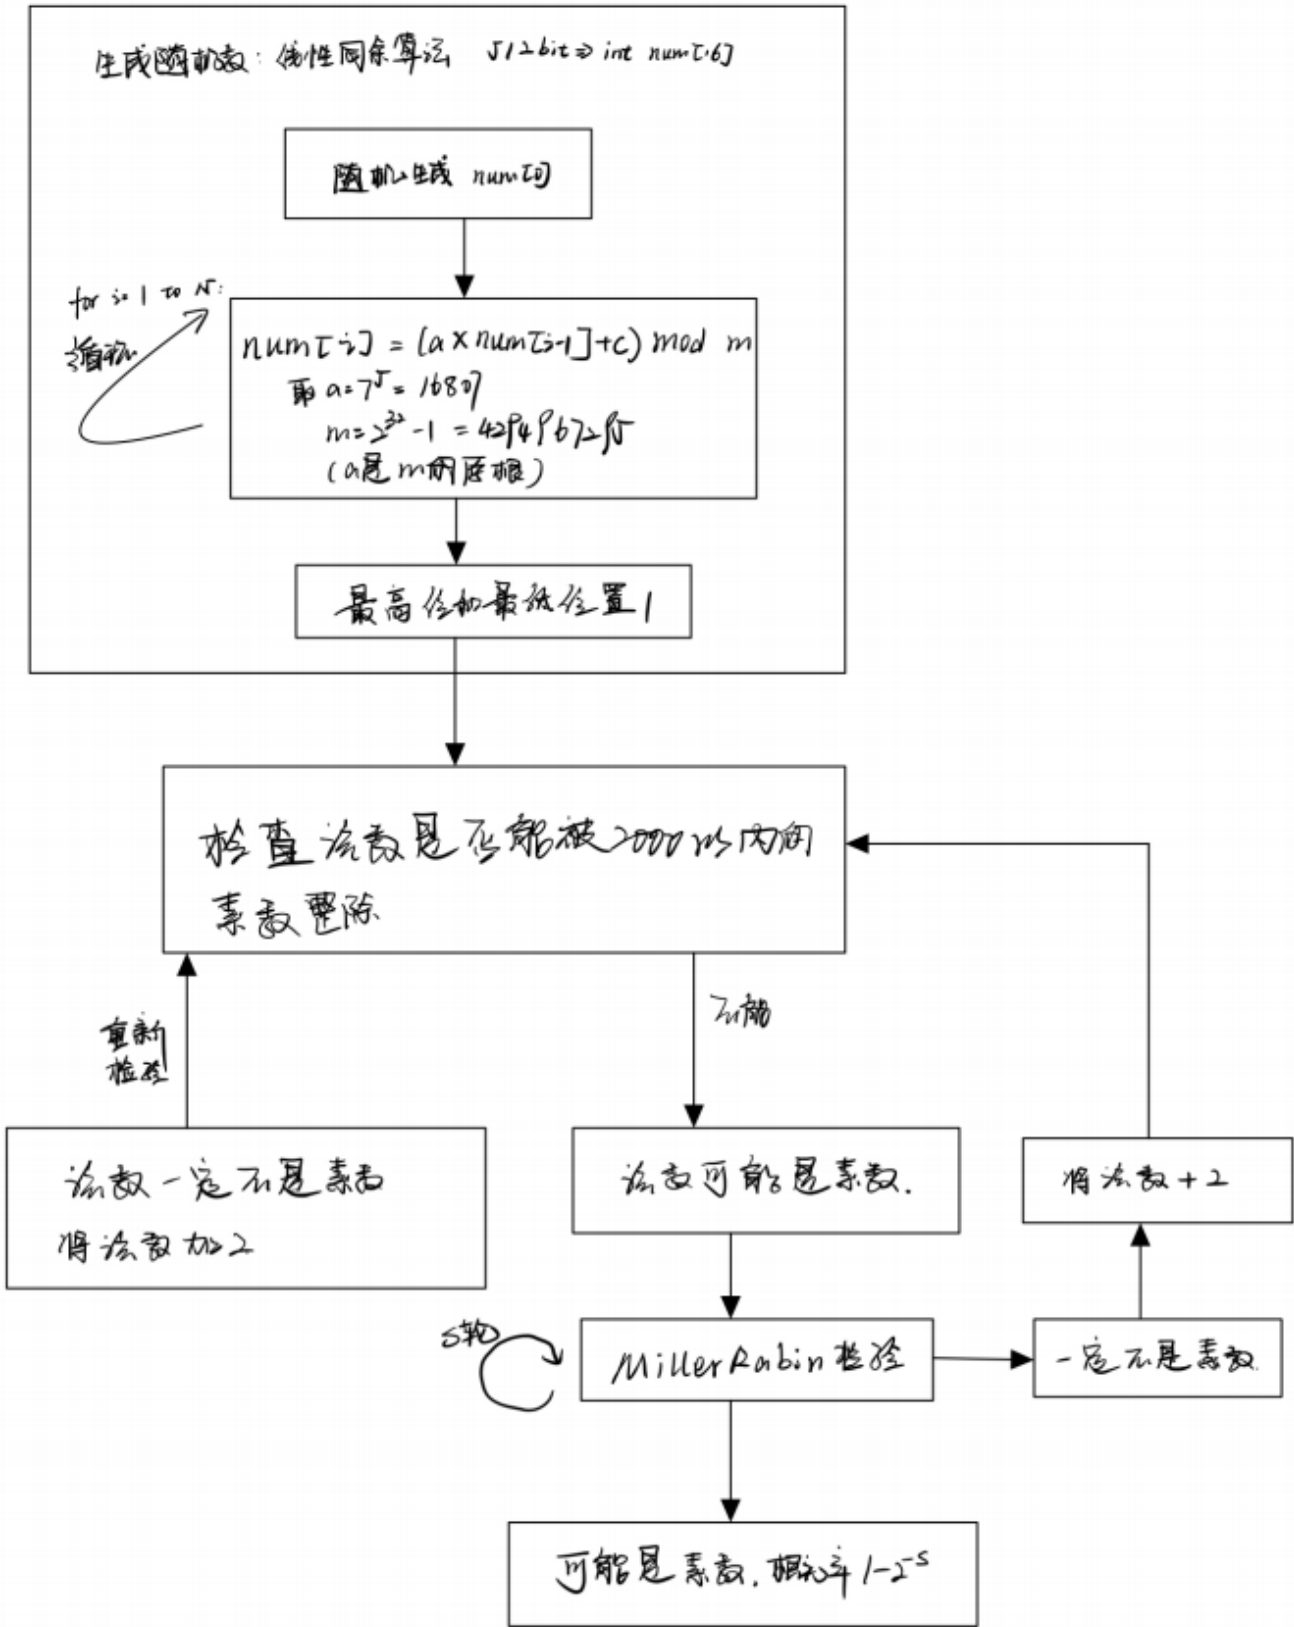 生成随机数：线性同余算法 512bit⇒ int num[16]
随机生成 num[0]
for i=1 to 15:
循环
num[i] = (a×num[i-1]+c) mod m
取 a=7^5 = 16807
m=2^32-1 = 4294967295
(a是m的原根)
最高位和最低位置1
检查该数是否能被2000以内的
素数整除
重新
检验
不能
该数一定不是素数
将该数加2
该数可能是素数.
将该数+2
s轮
MillerRabin检验
一定不是素数.
可能是素数. 概率1-2^-s